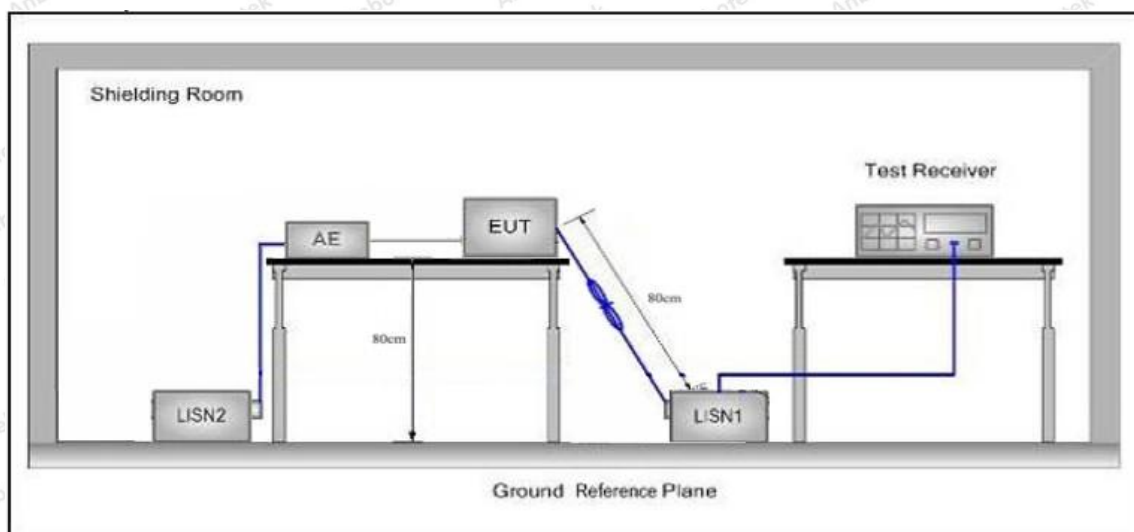 Shielding Room
Test Receiver
EUT
AE
80cm
80cm
LISN2
LISN1
Ground Reference Plane